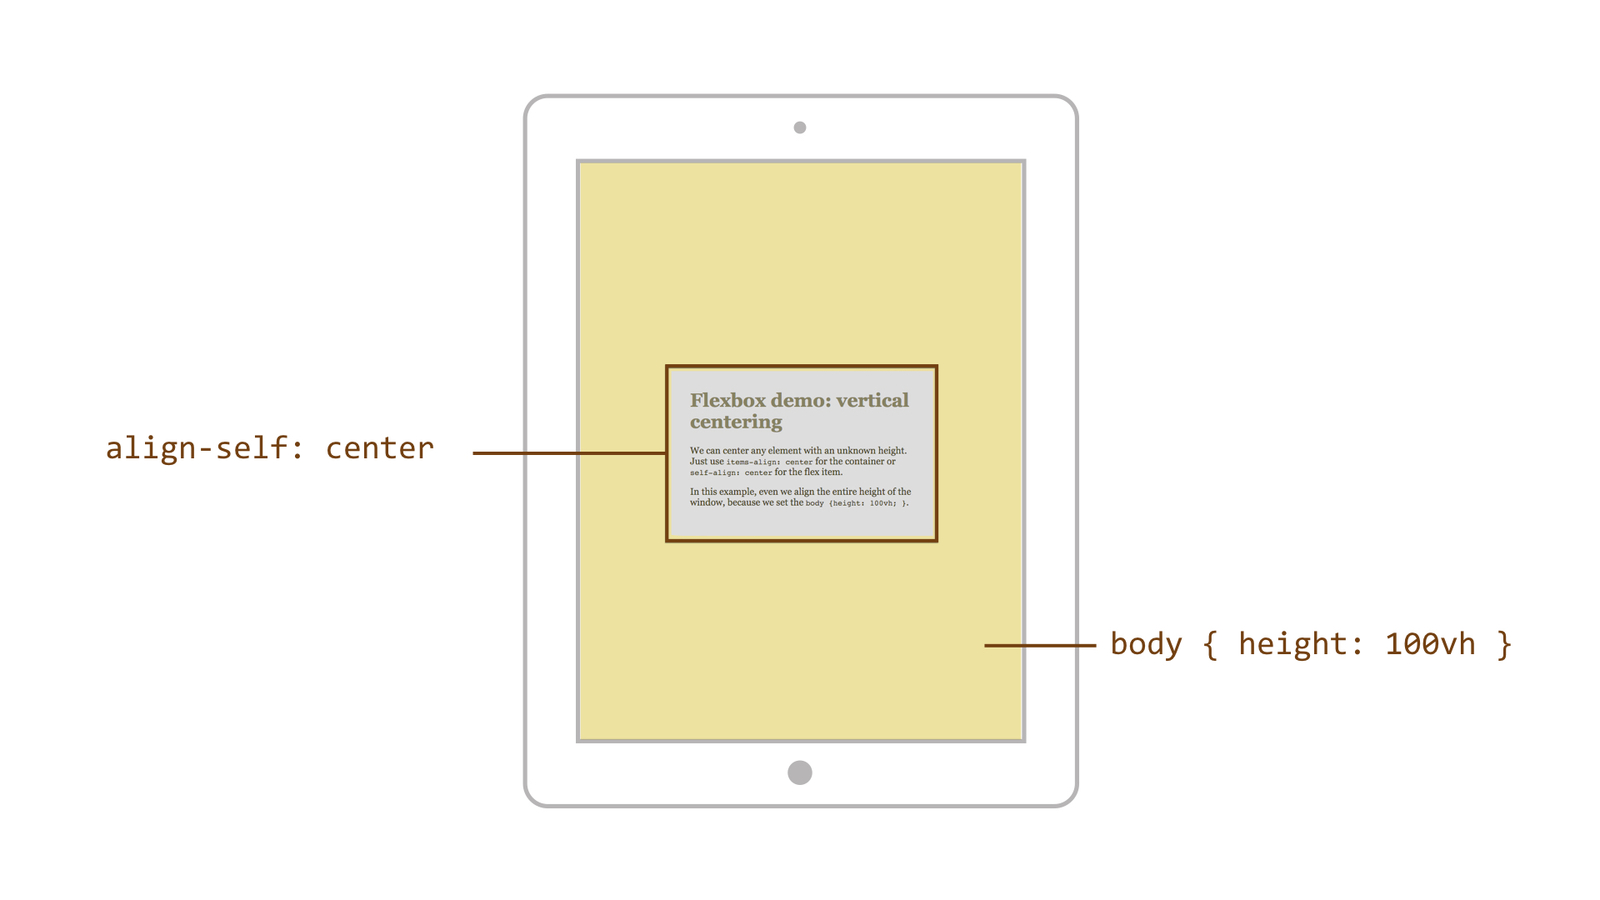 Flexbox demo: vertical
centering
We can center any element with an unknown height.
Just use items-align: center for the container or
self-align: center for the flex item.
In this example, even we align the entire height of the
window, because we set the body {height: 100vh; }.
align-self: center
body { height: 100vh }